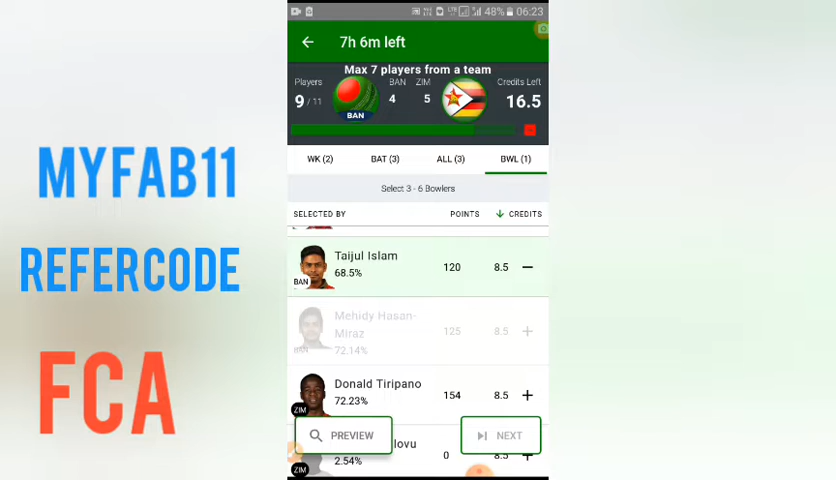 MYFAB11
REFERCODE
FCA
48% 06:23
7h 6m left
Max 7 players from a team
Players
9 / 11
BAN
BAN
4
ZIM
5
Credits Left
16.5
WK (2) BAT (3) ALL (3) BWL (1)
Select 3 - 6 Bowlers
SELECTED BY POINTS CREDITS
Taijul Islam
68.5%
BAN
120 8.5
Mehidy Hasan-
Miraz
72.14%
BAN
125 8.5
Donald Tiripano
72.23%
ZIM
154 8.5
PREVIEW
NEXT
lovu
2.54%
ZIM
0 8.5